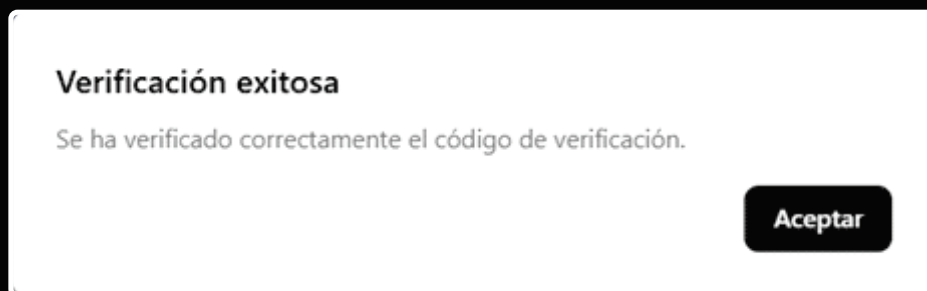 Verificación exitosa
Se ha verificado correctamente el código de verificación.
Aceptar